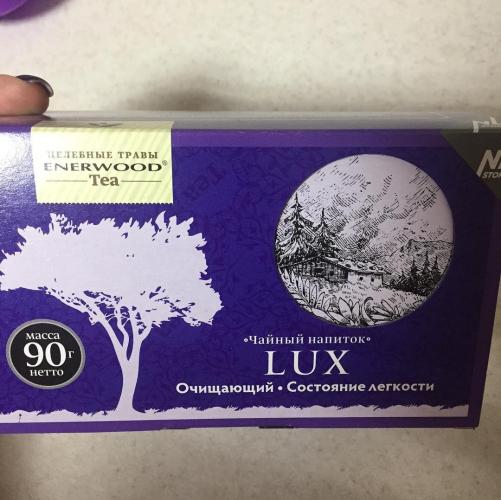 ЦЕЛЕБНЫЕ ТРАВЫ
ENERWOOD®
Tea
масса
90г
нетто
«Чайный напиток»
LUX
Очищающий • Состояние легкости